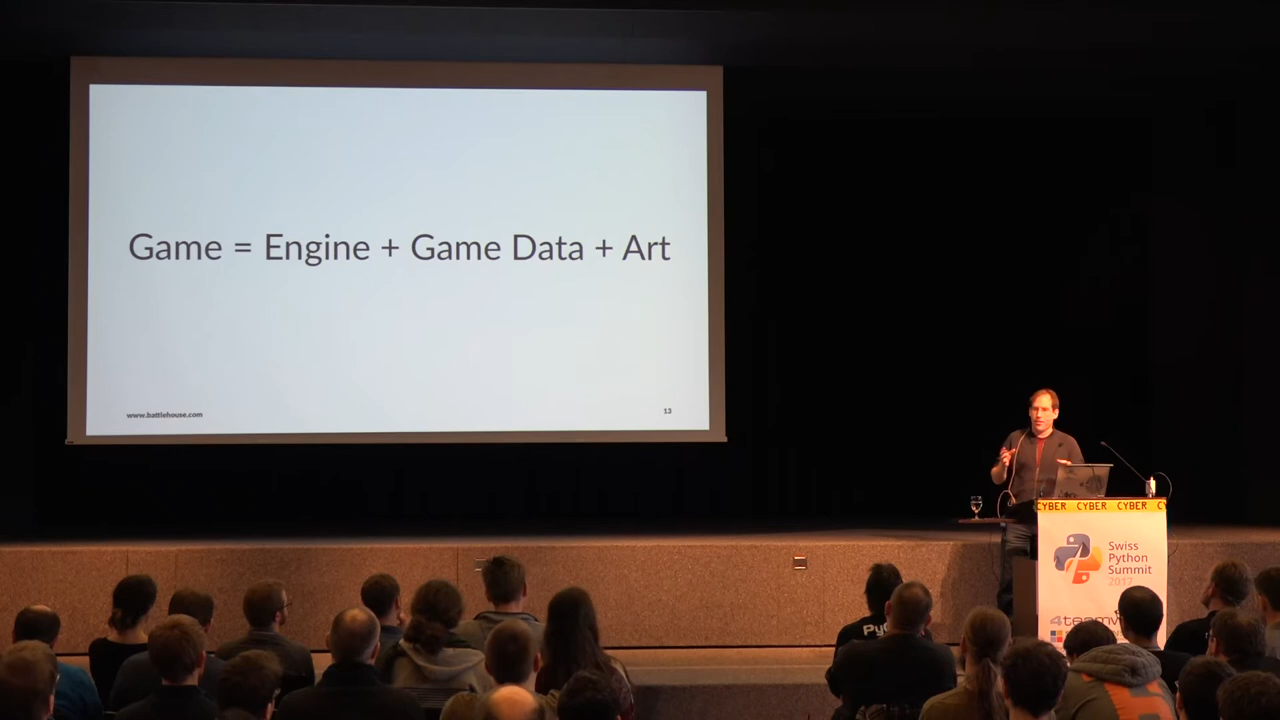 Game = Engine + Game Data + Art
www.battlehouse.com
13
CYBER CYBER CYBER
Swiss
Python
Summit
2017